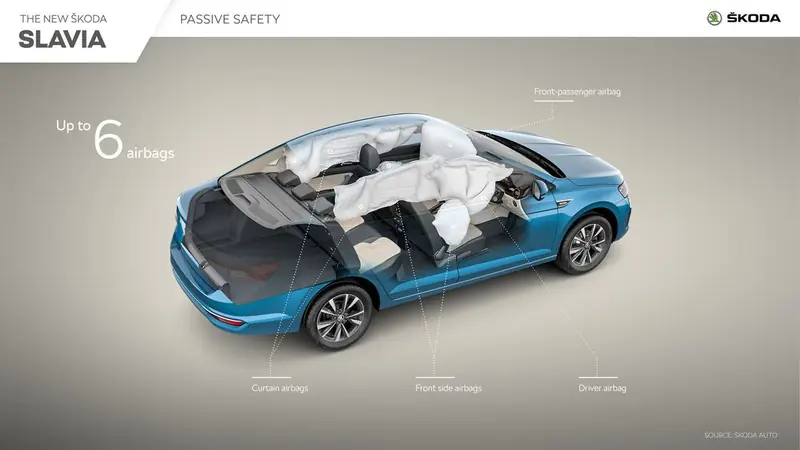 THE NEW ŠKODA
SLAVIA
PASSIVE SAFETY
ŠKODA
Front-passenger airbag
Up to
6
airbags
Curtain airbags
Front side airbags
Driver airbag
SOURCE: ŠKODA AUTO